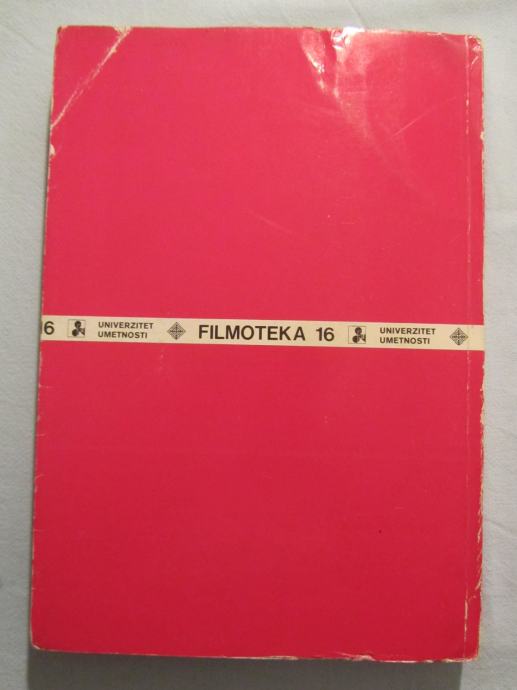 6
UNIVERZITET
UMETNOSTI
FILMOTEKA 16
UNIVERZITET
UMETNOSTI